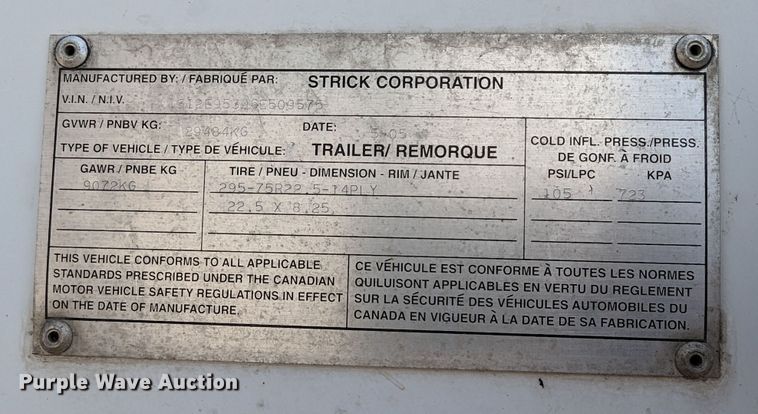 MANUFACTURED BY: / FABRIQUÉ PAR: STRICK CORPORATION
V.I.N. / N.I.V.
GVWR / PNBV KG: 29484KG DATE: 5-05
TYPE OF VEHICLE / TYPE DE VÉHICULE: TRAILER/ REMORQUE
COLD INFL. PRESS./PRESS.
DE GONF. À FROID
PSI/LPC KPA
105 723
GAWR / PNBE KG
9072KG
TIRE / PNEU - DIMENSION - RIM / JANTE
295-75R22.5-14PLY
22.5 X 8.25
THIS VEHICLE CONFORMS TO ALL APPLICABLE
STANDARDS PRESCRIBED UNDER THE CANADIAN
MOTOR VEHICLE SAFETY REGULATIONS IN EFFECT
ON THE DATE OF MANUFACTURE.
CE VÉHICULE EST CONFORME À TOUTES LES NORMES
QUILUISONT APPLICABLES EN VERTU DU REGLEMENT
SUR LA SÉCURITÉ DES VÉHICULES AUTOMOBILES DU
CANADA EN VIGUEUR À LA DATE DE SA FABRICATION.
Purple Wave Auction